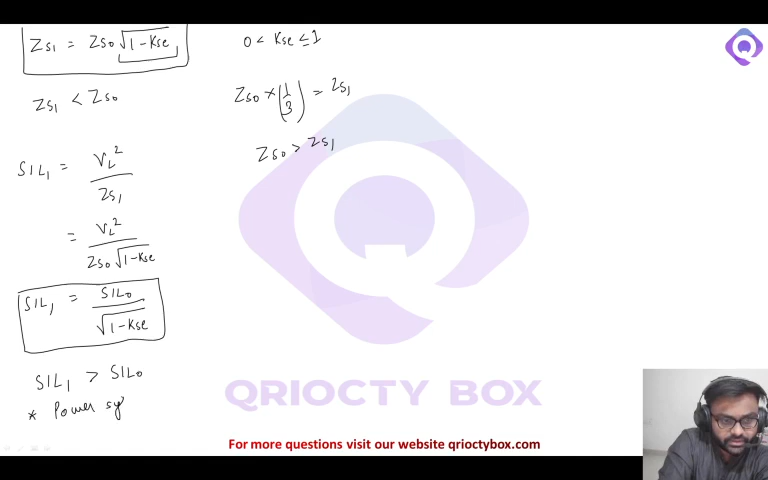 Zs1 = Zs0 √1-Kse
Zs1 < Zs0
SIL1 = VL² / Zs1
= VL² / Zs0 √1-Kse
SIL1 = SIL0 / √1-Kse
SIL1 > SIL0
* Power sy
0 < Kse ≤ 1
Zs0 × (1/3) = Zs1
Zs0 > Zs1
QRIOCTY BOX
For more questions visit our website qrioctybox.com